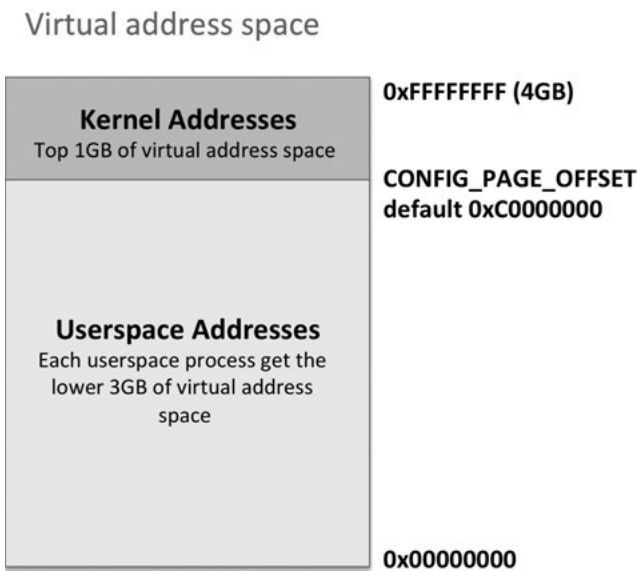 Virtual address space
Kernel Addresses
Top 1GB of virtual address space
0xFFFFFFFF (4GB)
CONFIG_PAGE_OFFSET
default 0xC0000000
Userspace Addresses
Each userspace process get the
lower 3GB of virtual address
space
0x00000000